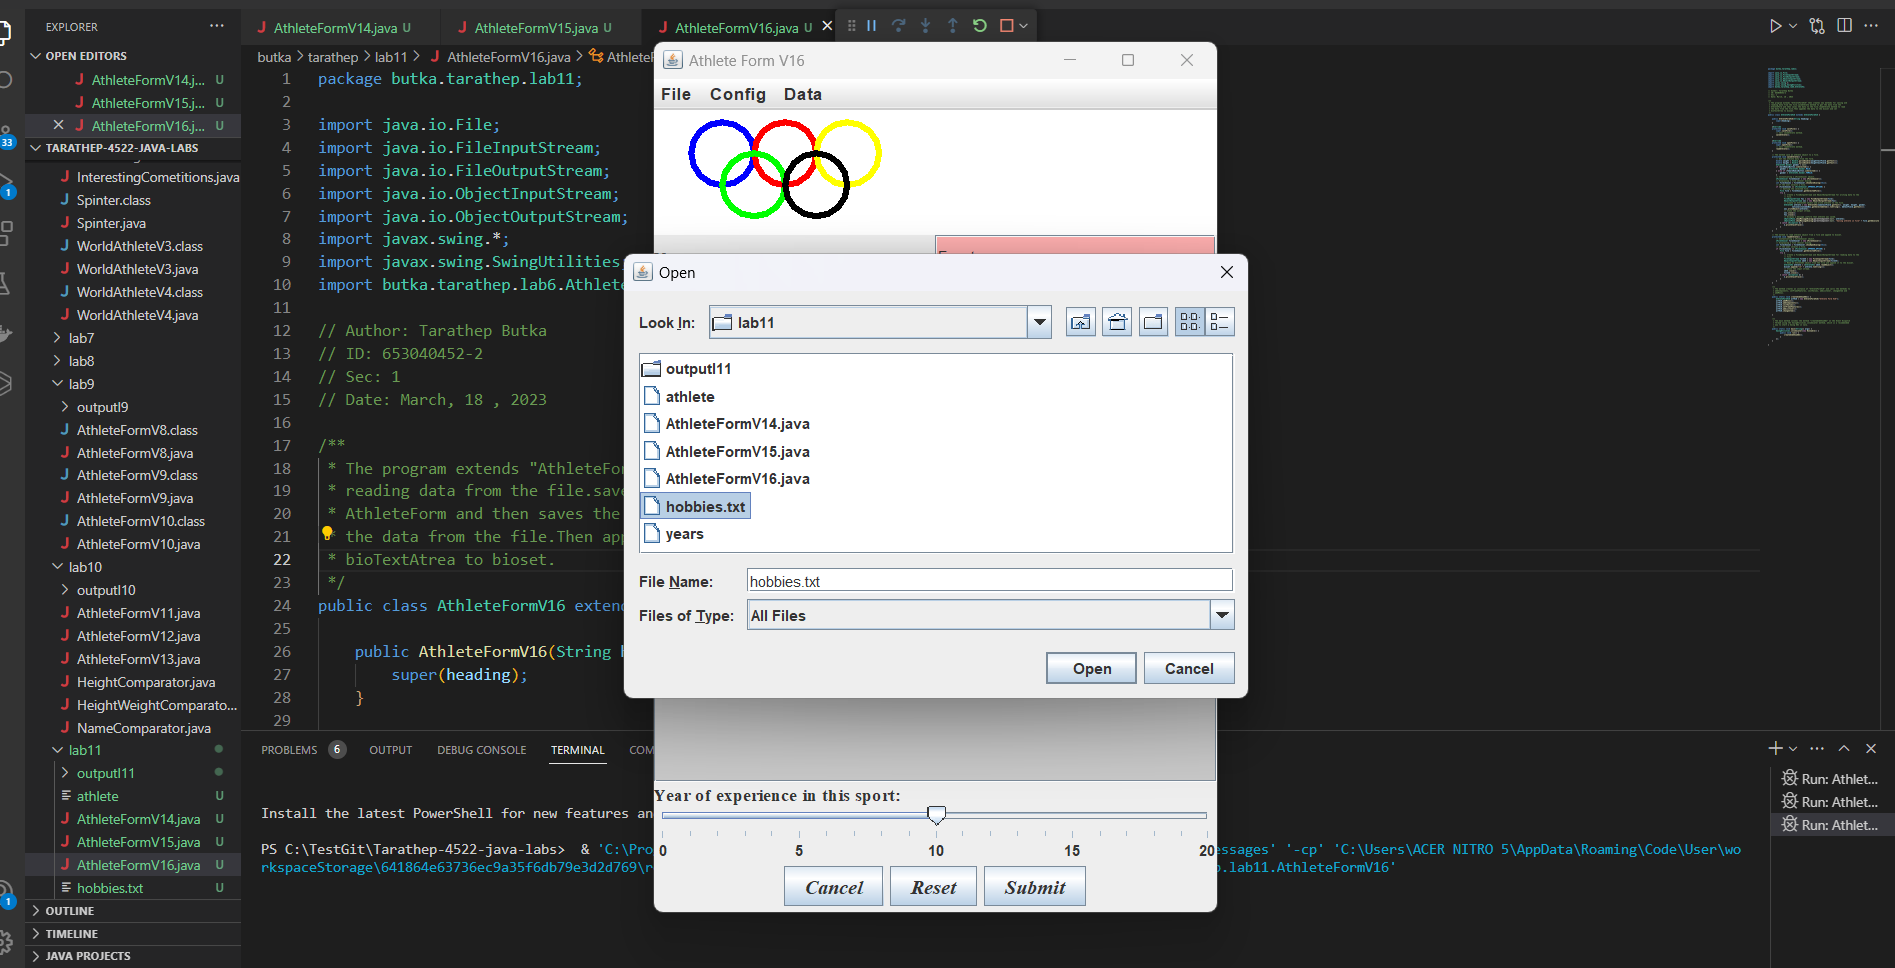 EXPLORER
OPEN EDITORS
AthleteFormV14.j... U
AthleteFormV15.j... U
AthleteFormV16.j... U
33
TARATHEP-4522-JAVA-LABS
1
InterestingCometitions.java
Spinter.class
Spinter.java
WorldAthleteV3.class
WorldAthleteV3.java
WorldAthleteV4.class
WorldAthleteV4.java
lab7
lab8
lab9
outputl9
AthleteFormV8.class
AthleteFormV8.java
AthleteFormV9.class
AthleteFormV9.java
AthleteFormV10.class
AthleteFormV10.java
lab10
outputl10
AthleteFormV11.java
AthleteFormV12.java
AthleteFormV13.java
HeightComparator.java
HeightWeightComparato...
NameComparator.java
lab11
outputl11
athlete U
AthleteFormV14.java U
AthleteFormV15.java U
AthleteFormV16.java U
hobbies.txt U
1
OUTLINE
TIMELINE
JAVA PROJECTS
AthleteFormV14.java U
AthleteFormV15.java U
AthleteFormV16.java U
butka > tarathep > lab11 > AthleteFormV16.java > AthleteF
1 package butka.tarathep.lab11;
2
3 import java.io.File;
4 import java.io.FileInputStream;
5 import java.io.FileOutputStream;
6 import java.io.ObjectInputStream;
7 import java.io.ObjectOutputStream;
8 import javax.swing.*;
9 import javax.swing.SwingUtilities
10 import butka.tarathep.lab6.Athlete
11
12 // Author: Tarathep Butka
13 // ID: 653040452-2
14 // Sec: 1
15 // Date: March, 18 , 2023
16
17 /**
18 * The program extends "AthleteFo
19 * reading data from the file.save
20 * AthleteForm and then saves the
21 * the data from the file.Then app
22 * bioTextAtrea to bioset.
23 */
24 public class AthleteFormV16 extend
25
26 public AthleteFormV16(String h
27 super(heading);
28 }
29
Athlete Form V16
File Config Data
Open
Look In: lab11
outputl11
athlete
AthleteFormV14.java
AthleteFormV15.java
AthleteFormV16.java
hobbies.txt
years
File Name: hobbies.txt
Files of Type: All Files
Open Cancel
Year of experience in this sport:
0 5 10 15 20
Cancel Reset Submit
PROBLEMS 6 OUTPUT DEBUG CONSOLE TERMINAL COM
Install the latest PowerShell for new features an
PS C:\TestGit\Tarathep-4522-java-labs> & 'C:\Pro essages' '-cp' 'C:\Users\ACER NITRO 5\AppData\Roaming\Code\User\wo
rkspaceStorage\641864e63736ec9a35f6db79e3d2d769\r .lab11.AthleteFormV16'
Run: Athlet...
Run: Athlet...
Run: Athlet...